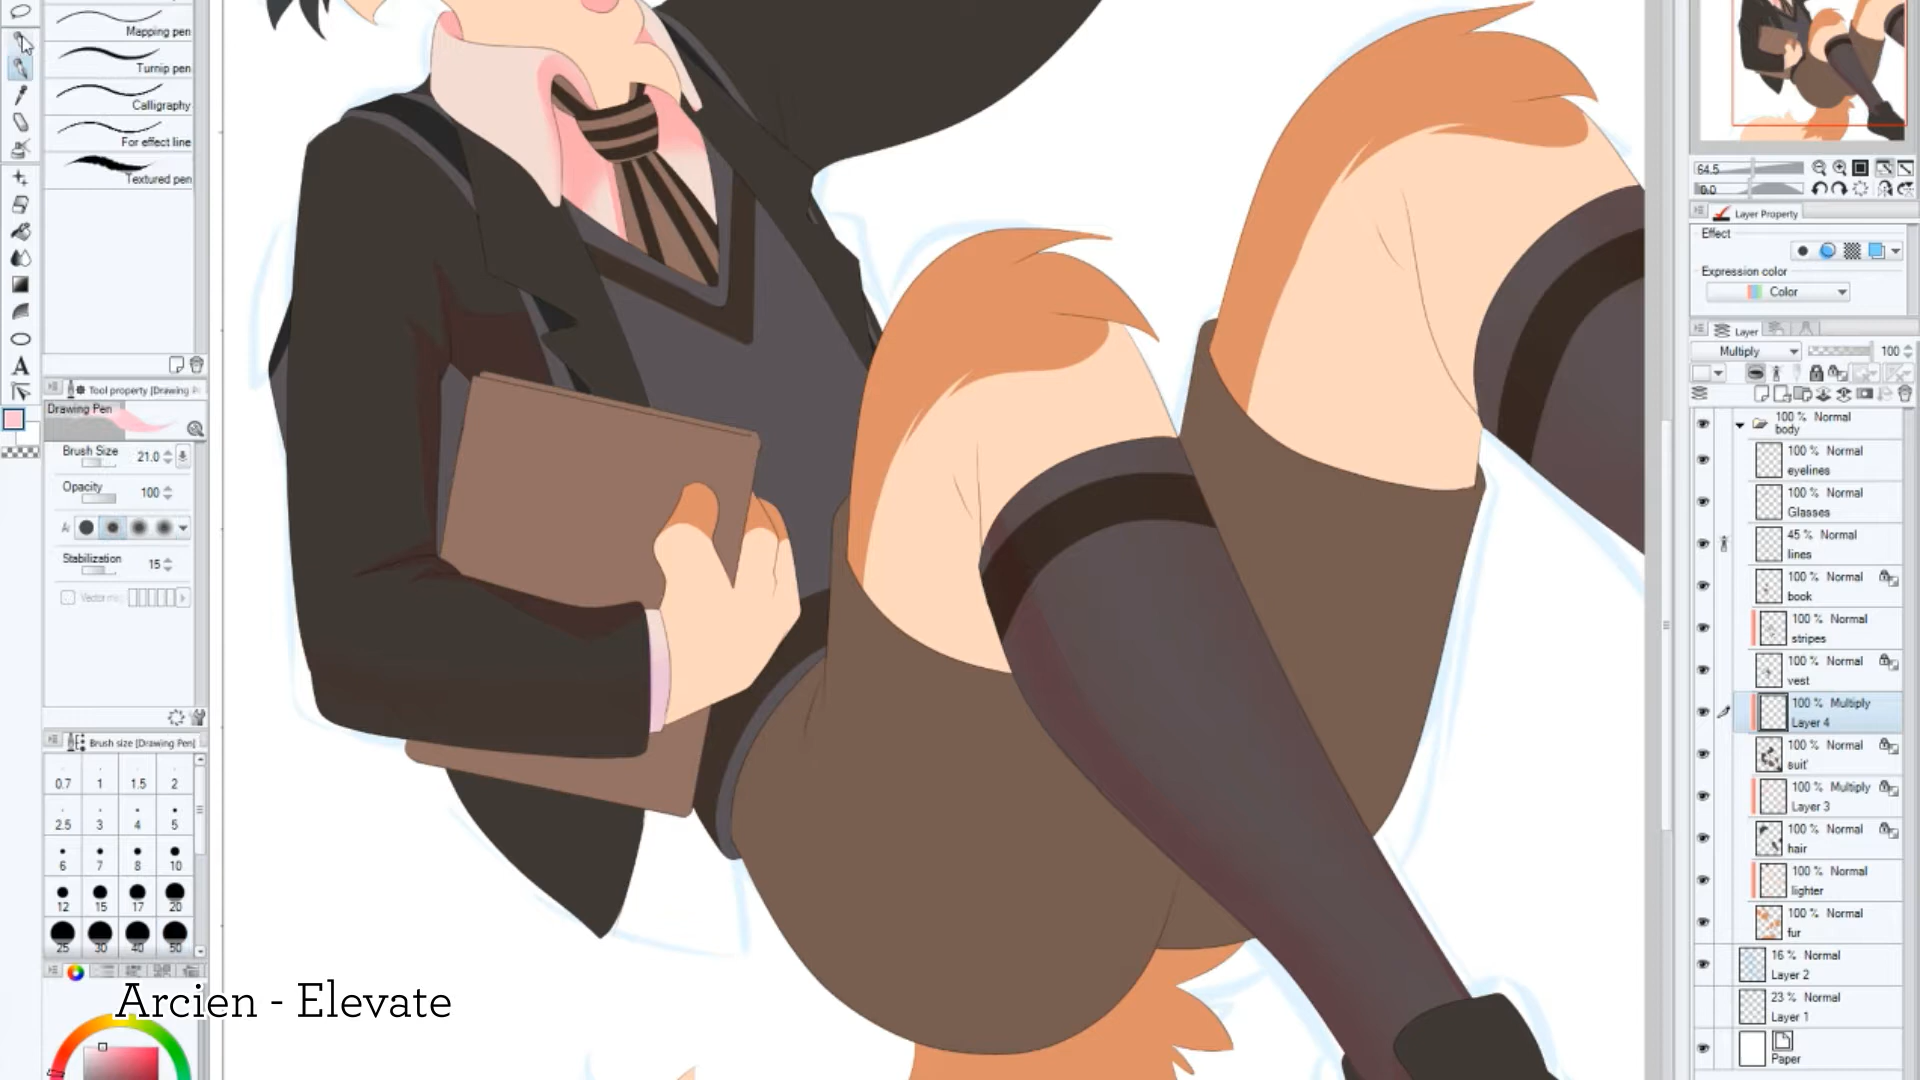 Mapping pen
Turnip pen
Calligraphy
For effect line
Textured pen
Tool property [Drawing
Drawing Pen
Brush Size 21.0
Opacity 100
Stabilization 15
Brush size [Drawing Pen]
0.7 1 1.5 2
2.5 3 4 5
6 7 8 10
12 15 17 20
25 30 40 50
Arcien - Elevate
64.5
0.0
Layer Property
Effect
Expression color
Color
Layer
Multiply 100
100 % Normal
body
100 % Normal
eyelines
100 % Normal
Glasses
45 % Normal
lines
100 % Normal
book
100 % Normal
stripes
100 % Normal
vest
100 % Multiply
Layer 4
100 % Normal
suit'
100 % Multiply
Layer 3
100 % Normal
hair
100 % Normal
lighter
100 % Normal
fur
16 % Normal
Layer 2
23 % Normal
Layer 1
Paper